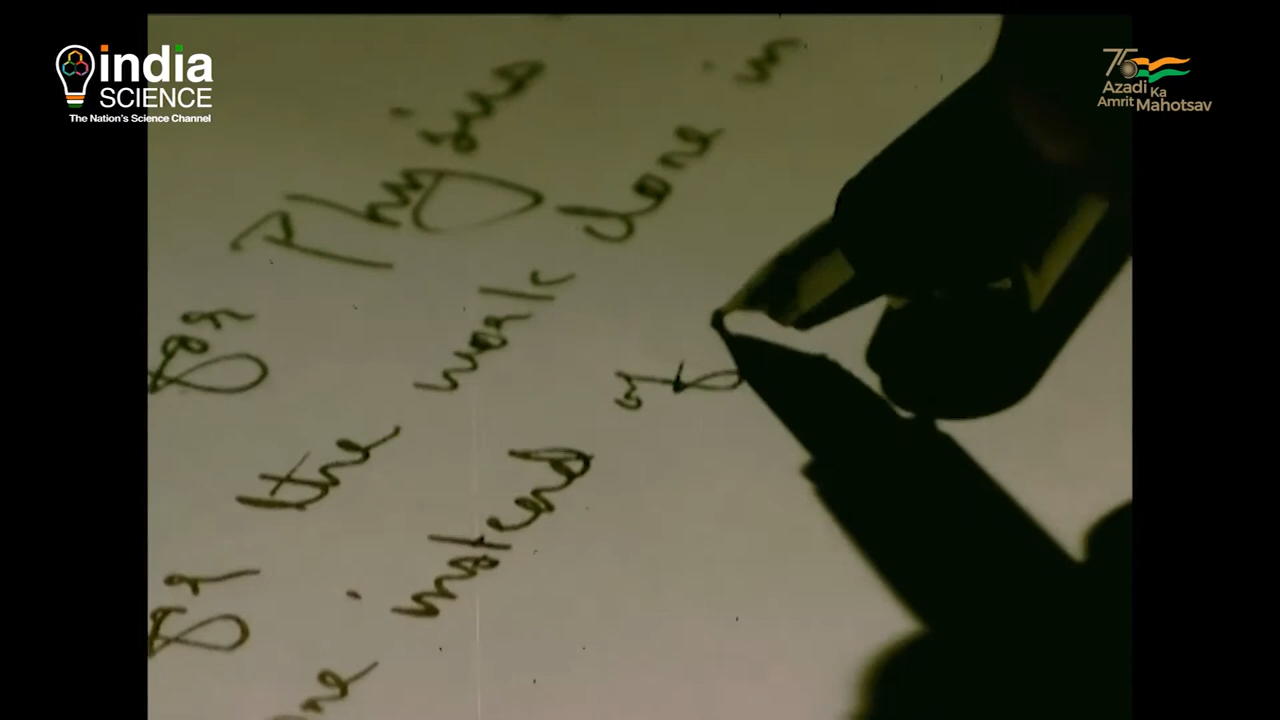 india
SCIENCE
The Nation's Science Channel
75
Azadi Ka
Amrit Mahotsav
for Physics
for the work done in
instead of